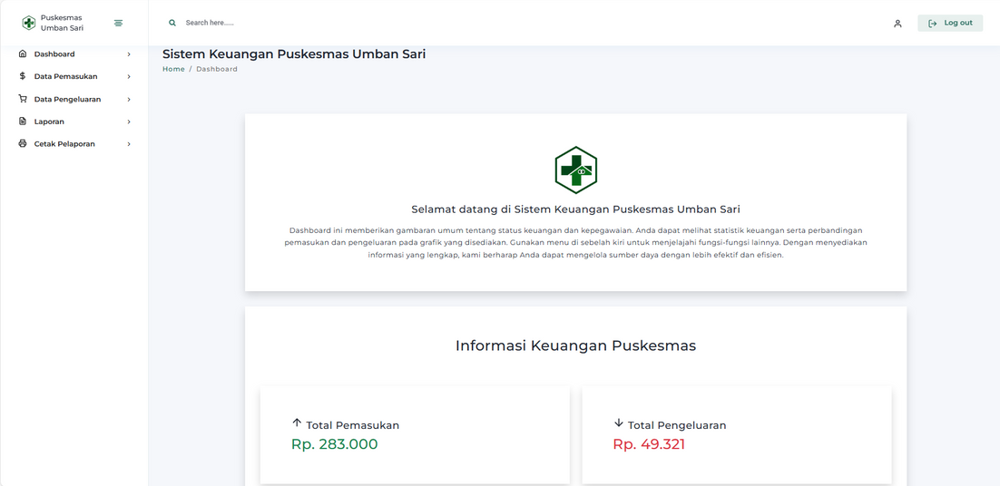 Puskesmas
Umban Sari
Search here.....
Log out
Dashboard
Data Pemasukan
Data Pengeluaran
Laporan
Cetak Pelaporan
Sistem Keuangan Puskesmas Umban Sari
Home / Dashboard
Selamat datang di Sistem Keuangan Puskesmas Umban Sari
Dashboard ini memberikan gambaran umum tentang status keuangan dan kepegawaian. Anda dapat melihat statistik keuangan serta perbandingan
pemasukan dan pengeluaran pada grafik yang disediakan. Gunakan menu di sebelah kiri untuk menjelajahi fungsi-fungsi lainnya. Dengan menyediakan
informasi yang lengkap, kami berharap Anda dapat mengelola sumber daya dengan lebih efektif dan efisien.
Informasi Keuangan Puskesmas
Total Pemasukan
Rp. 283.000
Total Pengeluaran
Rp. 49.321